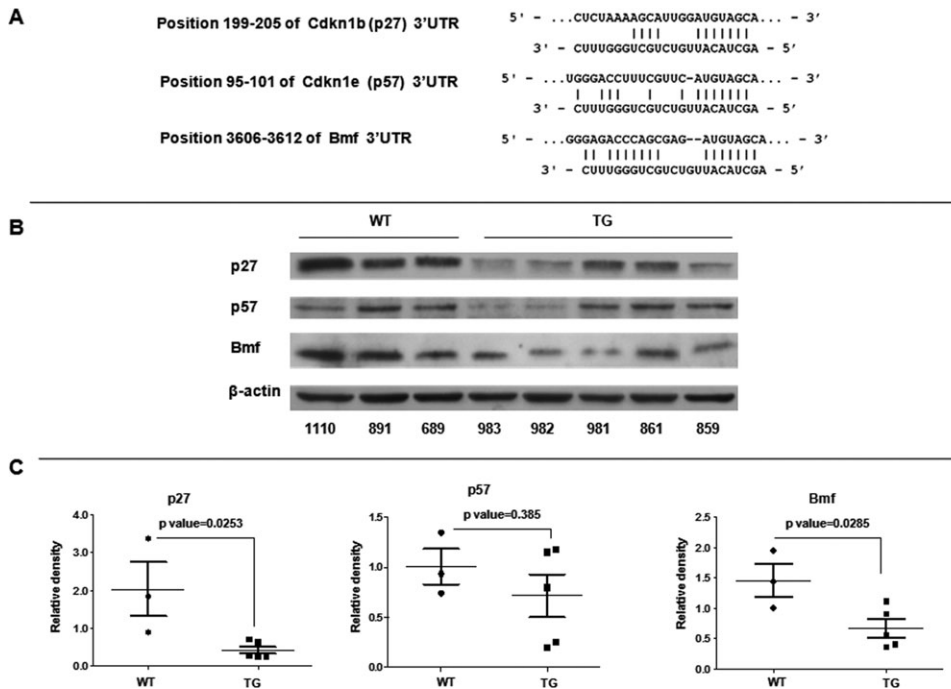 A
Position 199-205 of Cdkn1b (p27) 3'UTR
5' - ...CUCUAAAAGCAUUGGAUGUAGCA... - 3'
3' - CUUUGGGUCGUCUGUUACAUCGA - 5'
Position 95-101 of Cdkn1e (p57) 3'UTR
5' - ...UGGGACCUUUCGUUC-AUGUAGCA... - 3'
3' - CUUUGGGUCGUCUGUUACAUCGA - 5'
Position 3606-3612 of Bmf 3'UTR
5' - ...GGGAGACCCAGCGAG--AUGUAGCA... - 3'
3' - CUUUGGGUCGUCUGUUACAUCGA - 5'
B
WT TG
p27
p57
Bmf
β-actin
1110 891 689 983 982 981 861 859
C
p27
p value=0.0253
Relative density
4.0
3.0
2.0
1.0
0.0
WT TG
p57
p value=0.385
Relative density
1.5
1.0
0.5
0.0
WT TG
Bmf
p value=0.0285
Relative density
2.5
2.0
1.5
1.0
0.5
0.0
WT TG